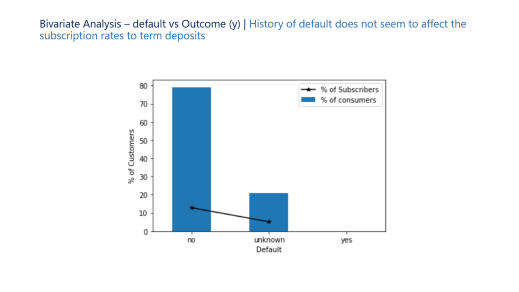 Bivariate Analysis – default vs Outcome (y) | History of default does not seem to affect the
subscription rates to term deposits
% of Subscribers
% of consumers
80
70
60
50
40
30
20
10
0
% of Customers
no unknown yes
Default